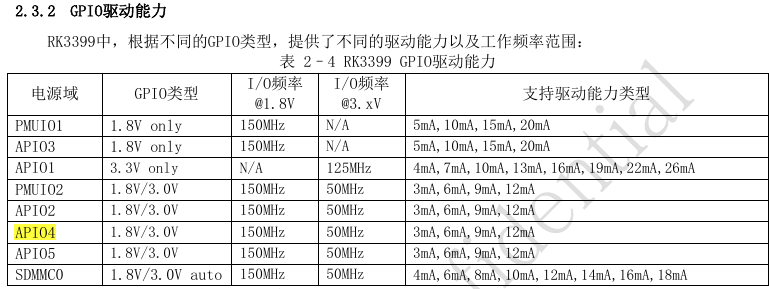 2.3.2 GPIO驱动能力
RK3399中，根据不同的GPIO类型，提供了不同的驱动能力以及工作频率范围：
表 2-4 RK3399 GPIO驱动能力
电源域 GPIO类型 I/O频率 @1.8V I/O频率 @3.xV 支持驱动能力类型
PMUIO1 1.8V only 150MHz N/A 5mA,10mA,15mA,20mA
APIO3 1.8V only 150MHz N/A 5mA,10mA,15mA,20mA
APIO1 3.3V only N/A 125MHz 4mA,7mA,10mA,13mA,16mA,19mA,22mA,26mA
PMUIO2 1.8V/3.0V 150MHz 50MHz 3mA,6mA,9mA,12mA
APIO2 1.8V/3.0V 150MHz 50MHz 3mA,6mA,9mA,12mA
APIO4 1.8V/3.0V 150MHz 50MHz 3mA,6mA,9mA,12mA
APIO5 1.8V/3.0V 150MHz 50MHz 3mA,6mA,9mA,12mA
SDMMC0 1.8V/3.0V auto 150MHz 50MHz 4mA,6mA,8mA,10mA,12mA,14mA,16mA,18mA
fidential